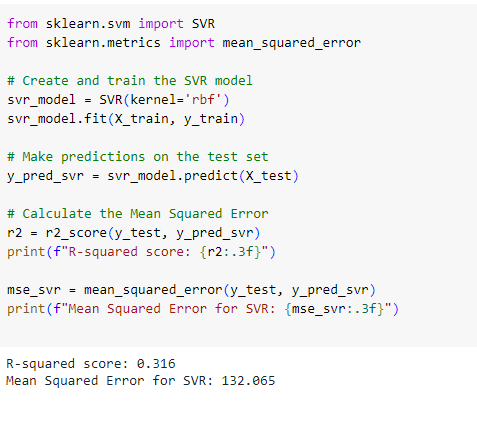 from sklearn.svm import SVR
from sklearn.metrics import mean_squared_error
# Create and train the SVR model
svr_model = SVR(kernel='rbf')
svr_model.fit(X_train, y_train)
# Make predictions on the test set
y_pred_svr = svr_model.predict(X_test)
# Calculate the Mean Squared Error
r2 = r2_score(y_test, y_pred_svr)
print(f"R-squared score: {r2:.3f}")
mse_svr = mean_squared_error(y_test, y_pred_svr)
print(f"Mean Squared Error for SVR: {mse_svr:.3f}")
R-squared score: 0.316
Mean Squared Error for SVR: 132.065